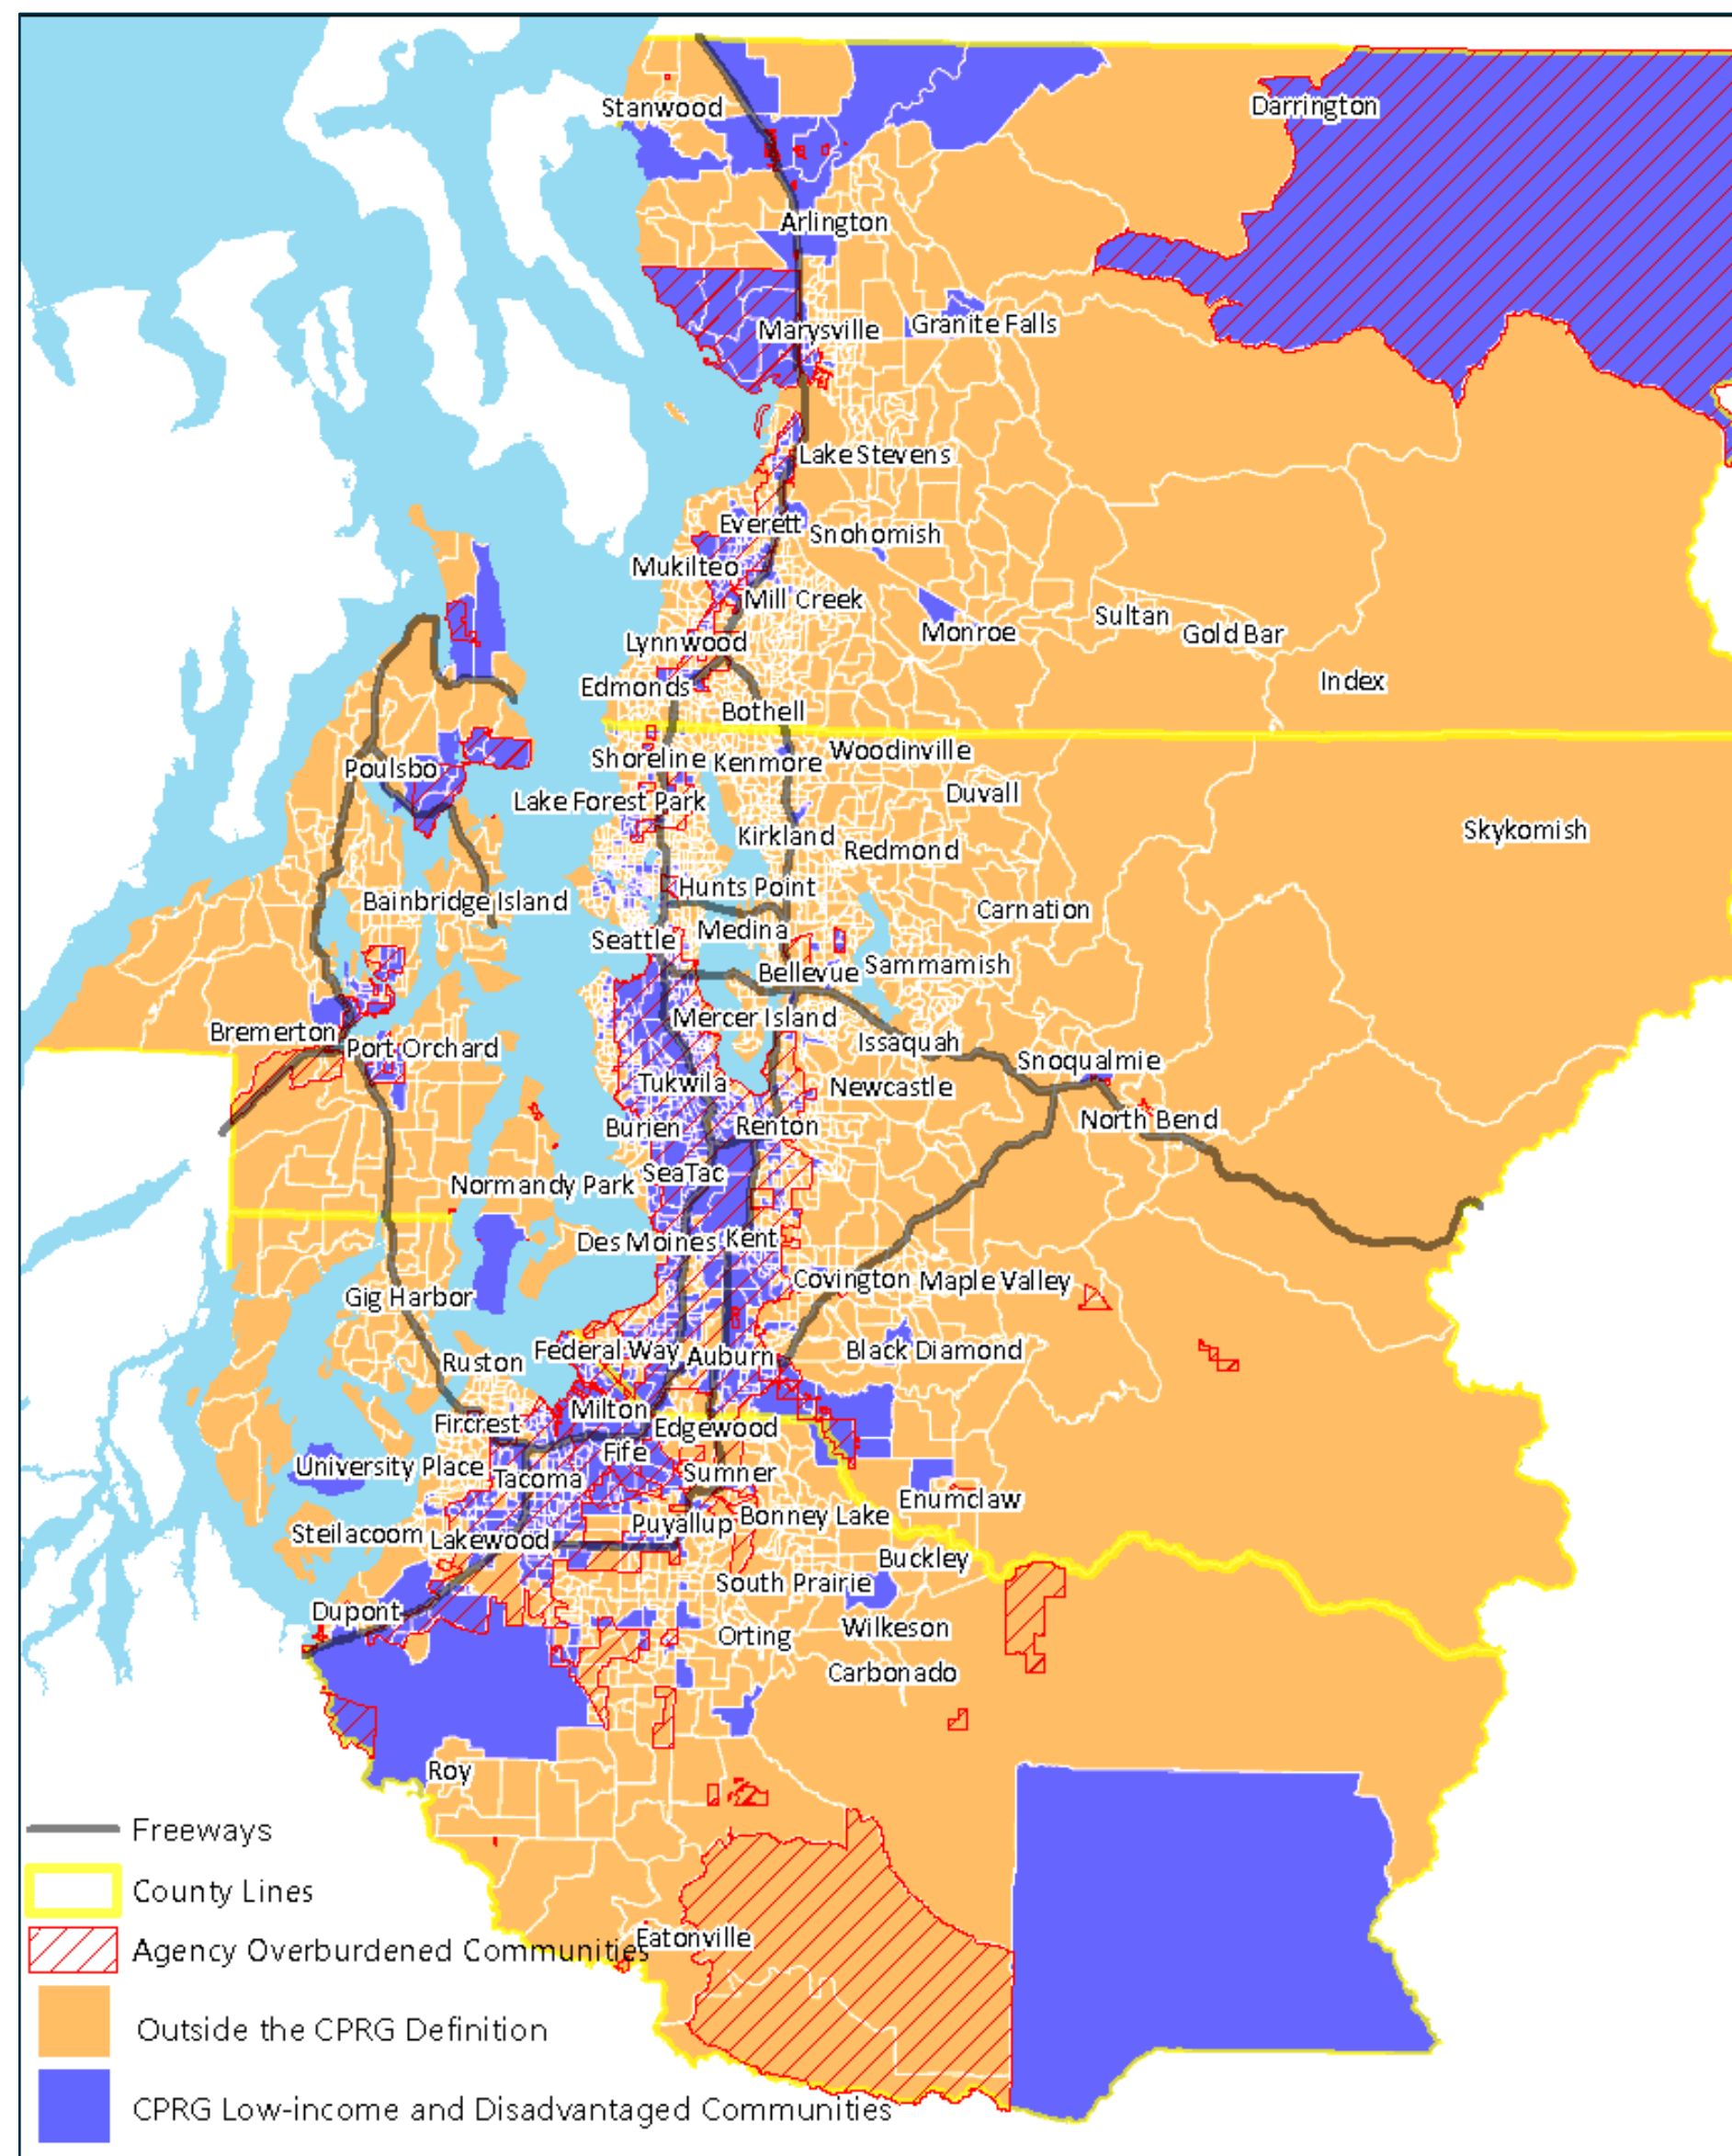 Stanwood
Darrington
Arlington
Marysville
Granite Falls
Lake Stevens
Everett
Snohomish
Mukilteo
Mill Creek
Sultan
Monroe
Gold Bar
Lynnwood
Index
Edmonds
Bothell
Woodinville
Shoreline
Kenmore
Poulsbo
Duvall
Lake Forest Park
Skykomish
Kirkland
Redmond
Hunts Point
Bainbridge Island
Carnation
Medina
Seattle
Sammamish
Bellevue
Mercer Island
Bremerton
Issaquah
Port Orchard
Snoqualmie
Tukwila
Newcastle
North Bend
Burien
Renton
SeaTac
Normandy Park
Kent
Des Moines
Covington
Maple Valley
Gig Harbor
Federal Way
Black Diamond
Auburn
Ruston
Milton
Fircrest
Edgewood
Fife
University Place
Sumner
Tacoma
Enumclaw
Bonney Lake
Puyallup
Steilacoom
Lakewood
Buckley
South Prairie
Dupont
Wilkeson
Orting
Carbonado
Roy
Freeways
County Lines
Eatonville
Agency Overburdened Communities
Outside the CPRG Definition
CPRG Low-income and Disadvantaged Communities